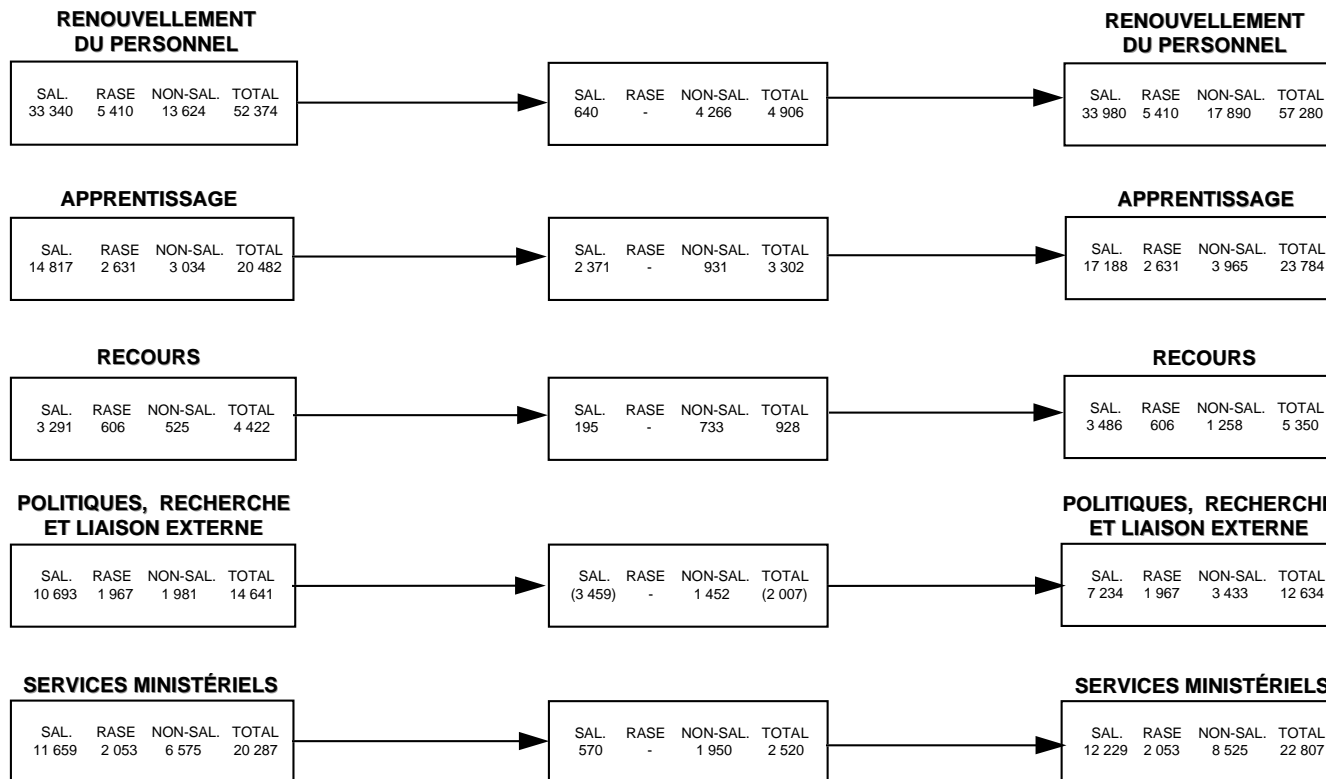 RENOUVELLEMENT
DU PERSONNEL
SAL. RASE NON-SAL. TOTAL
33 340 5 410 13 624 52 374
SAL. RASE NON-SAL. TOTAL
640 - 4 266 4 906
RENOUVELLEMENT
DU PERSONNEL
SAL. RASE NON-SAL. TOTAL
33 980 5 410 17 890 57 280
APPRENTISSAGE
SAL. RASE NON-SAL. TOTAL
14 817 2 631 3 034 20 482
SAL. RASE NON-SAL. TOTAL
2 371 - 931 3 302
APPRENTISSAGE
SAL. RASE NON-SAL. TOTAL
17 188 2 631 3 965 23 784
RECOURS
SAL. RASE NON-SAL. TOTAL
3 291 606 525 4 422
SAL. RASE NON-SAL. TOTAL
195 - 733 928
RECOURS
SAL. RASE NON-SAL. TOTAL
3 486 606 1 258 5 350
POLITIQUES, RECHERCHE
ET LIAISON EXTERNE
SAL. RASE NON-SAL. TOTAL
10 693 1 967 1 981 14 641
SAL. RASE NON-SAL. TOTAL
(3 459) - 1 452 (2 007)
POLITIQUES, RECHERCHE
ET LIAISON EXTERNE
SAL. RASE NON-SAL. TOTAL
7 234 1 967 3 433 12 634
SERVICES MINISTÉRIELS
SAL. RASE NON-SAL. TOTAL
11 659 2 053 6 575 20 287
SAL. RASE NON-SAL. TOTAL
570 - 1 950 2 520
SERVICES MINISTÉRIELS
SAL. RASE NON-SAL. TOTAL
12 229 2 053 8 525 22 807